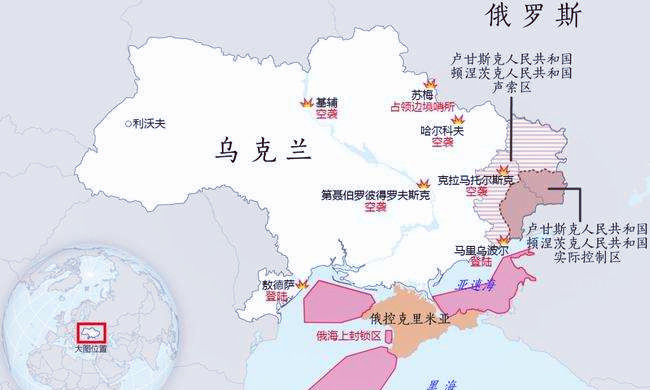 俄罗斯
卢甘斯克人民共和国
顿涅茨克人民共和国
声索区
苏梅
占领边境哨所
基辅
空袭
利沃夫
哈尔科夫
空袭
乌克兰
克拉马托尔斯克
空袭
第聂伯罗彼得罗夫斯克
空袭
卢甘斯克人民共和国
顿涅茨克人民共和国
实际控制区
马里乌波尔
登陆
敖德萨
登陆
亚速海
俄控克里米亚
俄海上封锁区
大图位置
黑海